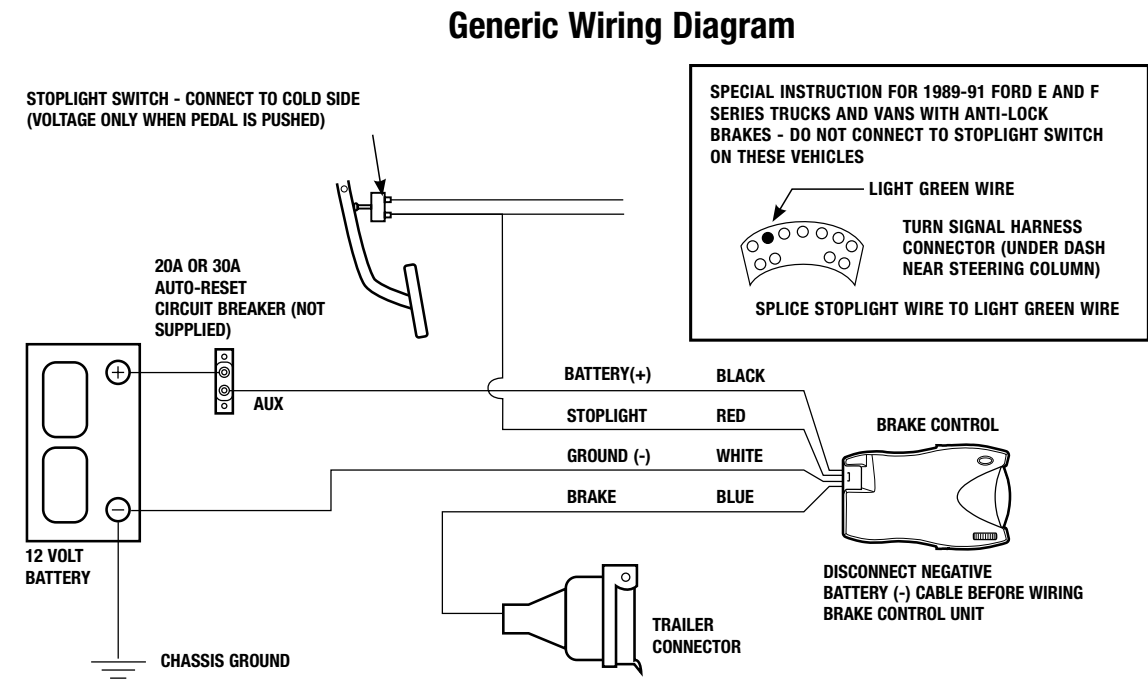 Generic Wiring Diagram
STOPLIGHT SWITCH - CONNECT TO COLD SIDE
(VOLTAGE ONLY WHEN PEDAL IS PUSHED)
SPECIAL INSTRUCTION FOR 1989-91 FORD E AND F
SERIES TRUCKS AND VANS WITH ANTI-LOCK
BRAKES - DO NOT CONNECT TO STOPLIGHT SWITCH
ON THESE VEHICLES
LIGHT GREEN WIRE
TURN SIGNAL HARNESS
CONNECTOR (UNDER DASH
NEAR STEERING COLUMN)
SPLICE STOPLIGHT WIRE TO LIGHT GREEN WIRE
20A OR 30A
AUTO-RESET
CIRCUIT BREAKER (NOT
SUPPLIED)
AUX
BATTERY(+) BLACK
STOPLIGHT RED
GROUND (-) WHITE
BRAKE BLUE
BRAKE CONTROL
12 VOLT
BATTERY
DISCONNECT NEGATIVE
BATTERY (-) CABLE BEFORE WIRING
BRAKE CONTROL UNIT
TRAILER
CONNECTOR
CHASSIS GROUND